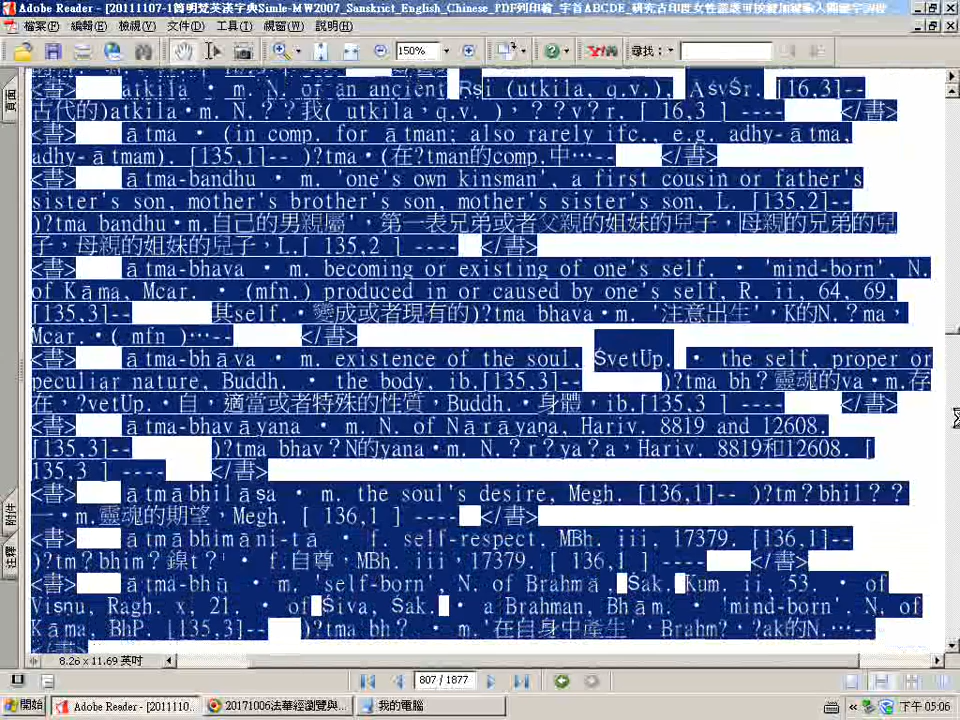 Adobe Reader - [20111107-1簡明梵英漢字典Simle-MW2007_Sanskrict_English_Chinese_PDF列印稿_字首ABCDE_研究古印度女性
檔案(F) 編輯(E) 檢視(V) 文件(D) 工具(T) 視窗(W) 說明(H)
150% 尋找：
頁面
<書> atkila ‧ m. N. of an ancient Ṛṣi (utkila, q.v.), ĀśvŚr. [16,3]--
古代的)atkila‧m. N.？？我( utkila，q.v. )，？？v？r. [ 16,3 ] ---- </書>
<書> ātma ‧ (in comp. for ātman; also rarely ifc., e.g. adhy-ātma,
adhy-ātmam). [135,1]-- )?tma‧(在?tman的comp.中…-- </書>
<書> ātma-bandhu ‧ m. 'one's own kinsman', a first cousin or father's
sister's son, mother's brother's son, mother's sister's son, L. [135,2]--
)?tma bandhu‧m.自己的男親屬'，第一表兄弟或者父親的姐妹的兒子，母親的兄弟的兒
子，母親的姐妹的兒子，L.[ 135,2 ] ---- </書>
<書> ātma-bhava ‧ m. becoming or existing of one's self. ‧ 'mind-born', N.
of Kāma, Mcar. ‧ (mfn.) produced in or caused by one's self, R. ii, 64, 69.
[135,3]-- 其self.‧變成或者現有的)?tma bhava‧m. '注意出生'，K的N.？ma，
Mcar.‧( mfn )…-- </書>
<書> ātma-bhāva ‧ m. existence of the soul, ŚvetUp. ‧ the self, proper or
peculiar nature, Buddh. ‧ the body, ib.[135,3]-- )?tma bh？靈魂的va‧m.存
在，?vetUp.‧自，適當或者特殊的性質，Buddh.‧身體，ib.[135,3 ] ---- </書>
<書> ātma-bhavāyana ‧ m. N. of Nārāyaṇa, Hariv. 8819 and 12608.
[135,3]-- )?tma bhav？N的yana‧m. N.？r？ya？a，Hariv. 8819和12608. [
135,3 ] ---- </書>
<書> ātmābhilāṣa ‧ m. the soul's desire, Megh. [136,1]-- )?tm？bhil？？
一‧m.靈魂的期望，Megh. [ 136,1 ] ---- </書>
<書> ātmābhimāni-tā ‧ f. self-respect, MBh. iii, 17379. [136,1]--
)?tm？bhim？鎳t？' f.自尊，MBh. iii，17379. [ 136,1 ] ---- </書>
<書> ātma-bhū ‧ m. 'self-born', N. of Brahmā, Śak. Kum. ii, 53. ‧ of
Viṣṇu, Ragh. x, 21. ‧ of Śiva, Śak. ‧ a Brahman, Bhām. ‧ 'mind-born'. N. of
Kāma, BhP. [135,3]-- )?tma bh？ ‧ m.'在自身中產生'，Brahm?，?ak的N.…--
</書>
附件
注釋
8.26 x 11.69 英吋
807 / 1877
開始 Adobe Reader - [201110... 20171006法華經瀏覽與... 我的電腦 下午 05:06